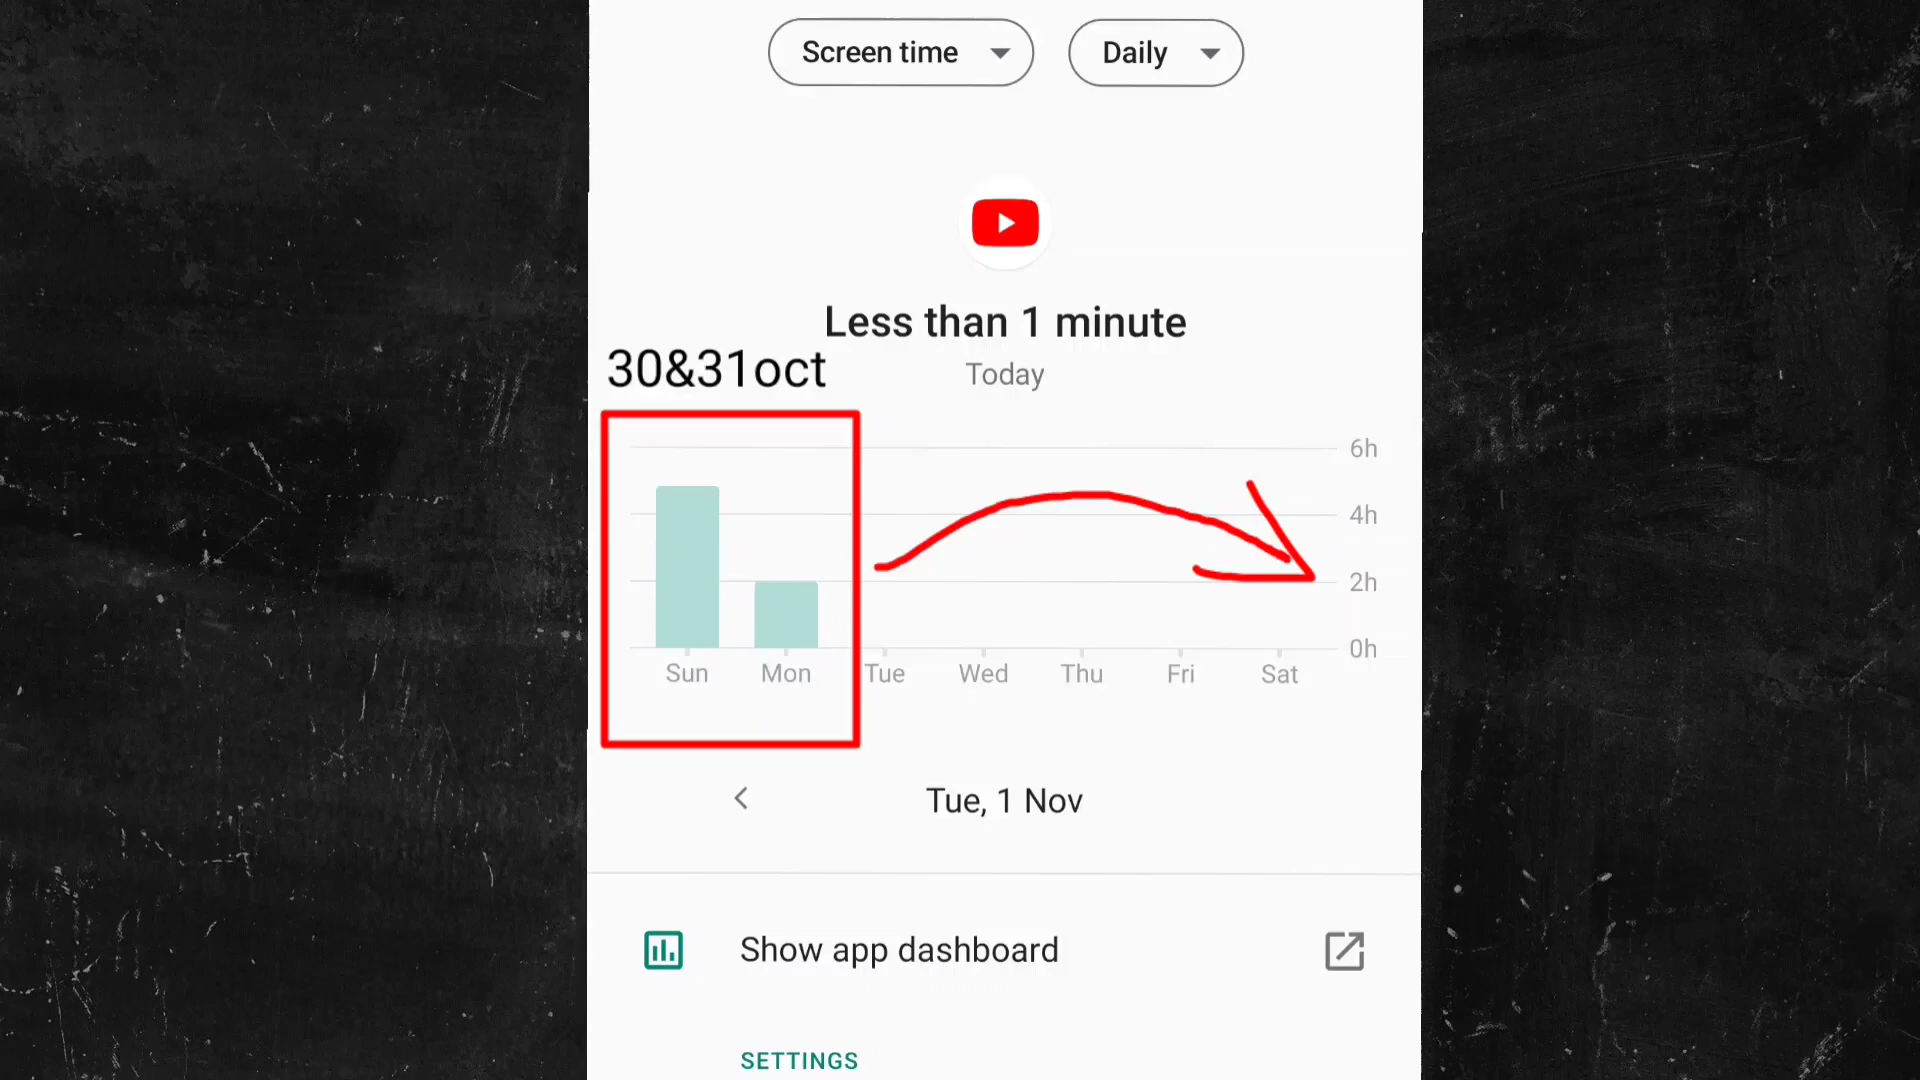 Screen time Daily
Less than 1 minute
30&31oct
Today
6h
4h
2h
0h
Sun Mon Tue Wed Thu Fri Sat
Tue, 1 Nov
Show app dashboard
SETTINGS